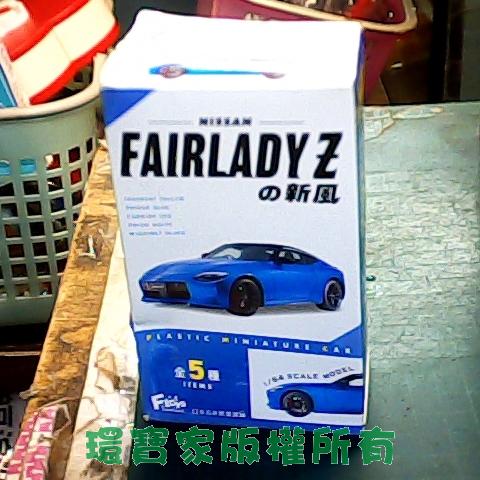 NISSAN
FAIRLADY Z
の新風
PLASTIC MINIATURE CAR
全5種
ITEMS
1/64 SCALE MODEL
F-toys
環寶家版權所有